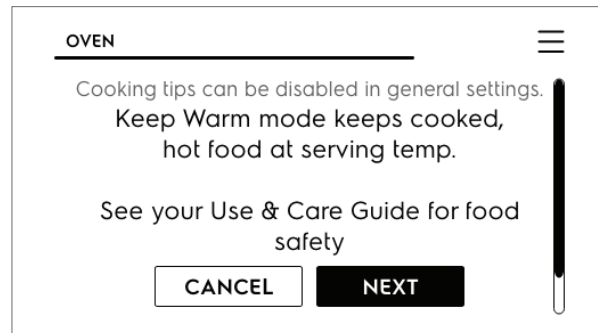 OVEN
Cooking tips can be disabled in general settings.
Keep Warm mode keeps cooked,
hot food at serving temp.
See your Use & Care Guide for food
safety
CANCEL NEXT